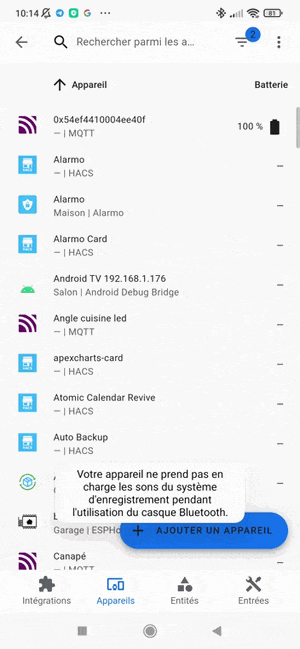 10:14
81
Rechercher parmi les a...
2
Appareil
Batterie
0x54ef4410004ee40f
— | MQTT
100 %
Alarmo
— | HACS
–
Alarmo
Maison | Alarmo
–
Alarmo Card
— | HACS
–
Android TV 192.168.1.176
Salon | Android Debug Bridge
–
Angle cuisine led
— | MQTT
–
apexcharts-card
— | HACS
–
Atomic Calendar Revive
— | HACS
–
Auto Backup
— | HACS
–
Votre appareil ne prend pas en
charge les sons du système
d'enregistrement pendant
l'utilisation du casque Bluetooth.
Garage | ESPHo
AJOUTER UN APPAREIL
Canapé
— | MQTT
–
Intégrations
Appareils
Entités
Entrées